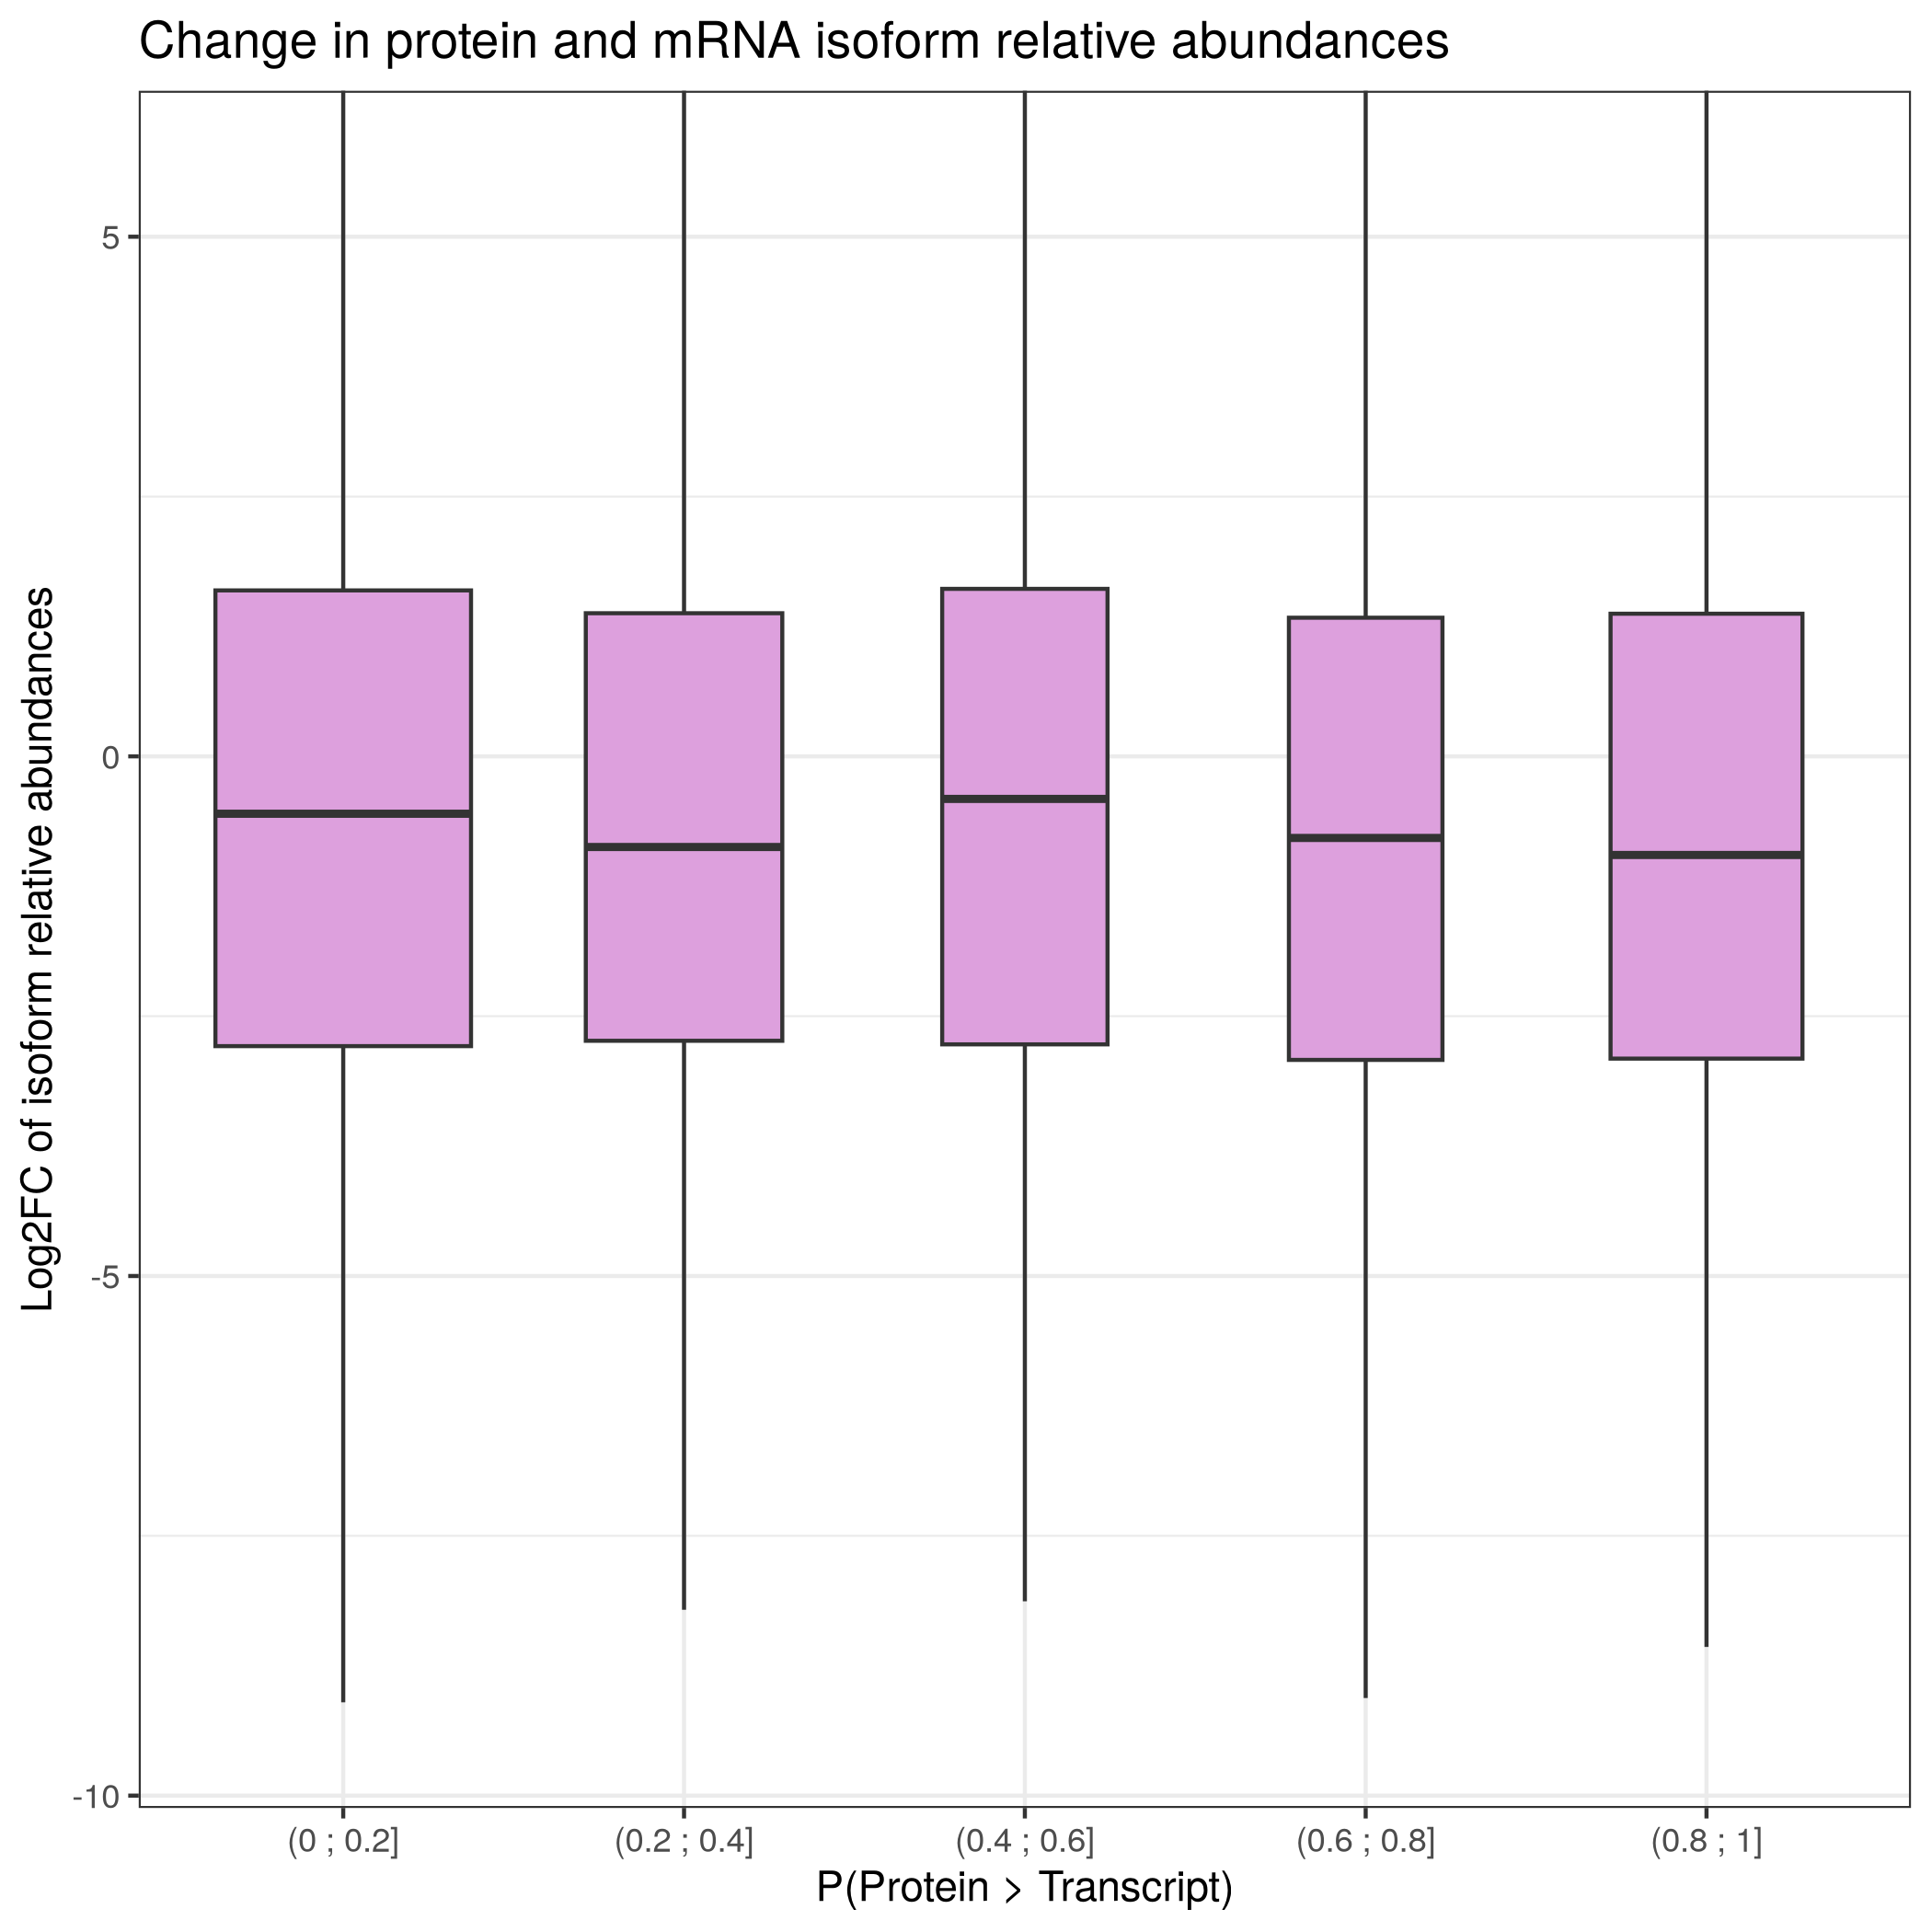 Change in protein and mRNA isoform relative abundances
Log2FC of isoform relative abundances
5
0
-5
-10
(0 ; 0.2]
(0.2 ; 0.4]
(0.4 ; 0.6]
(0.6 ; 0.8]
(0.8 ; 1]
P(Protein > Transcript)